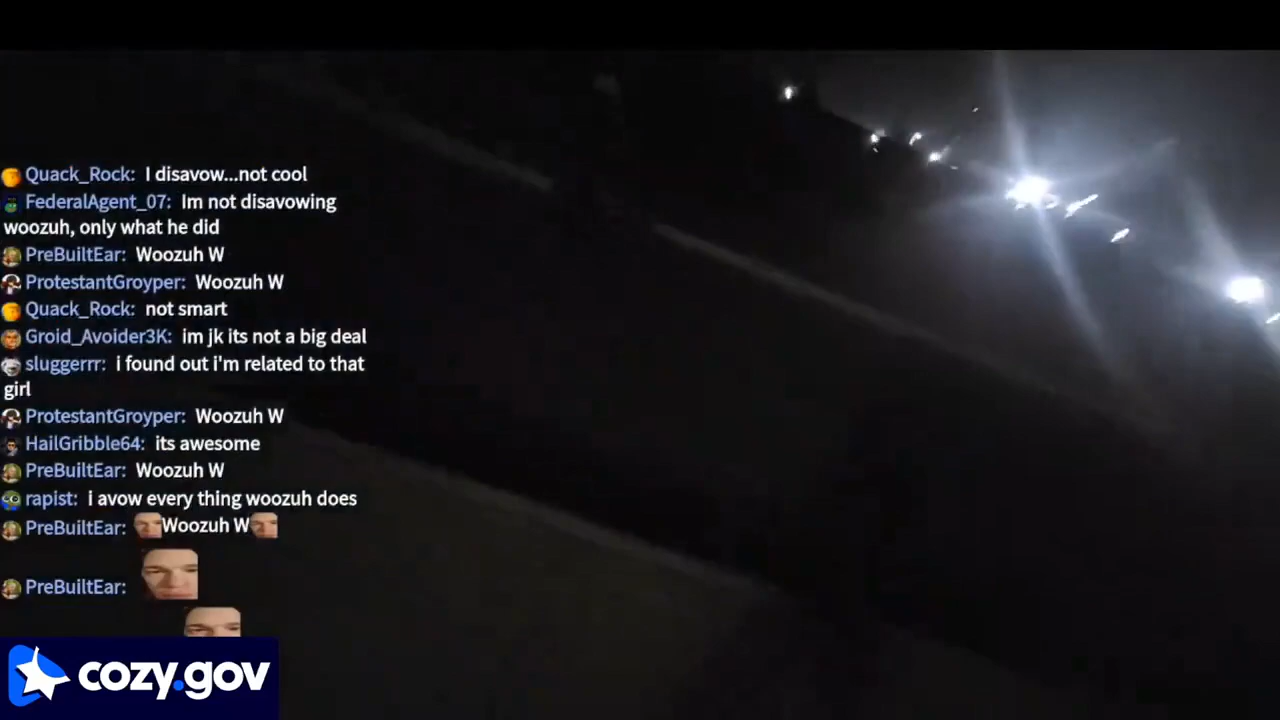 Quack_Rock: I disavow...not cool
FederalAgent_07: Im not disavowing
woozuh, only what he did
PreBuiltEar: Woozuh W
ProtestantGroyper: Woozuh W
Quack_Rock: not smart
Groid_Avoider3K: im jk its not a big deal
sluggerrr: i found out i'm related to that
girl
ProtestantGroyper: Woozuh W
HailGribble64: its awesome
PreBuiltEar: Woozuh W
rapist: i avow every thing woozuh does
PreBuiltEar: Woozuh W
PreBuiltEar:
cozy.gov